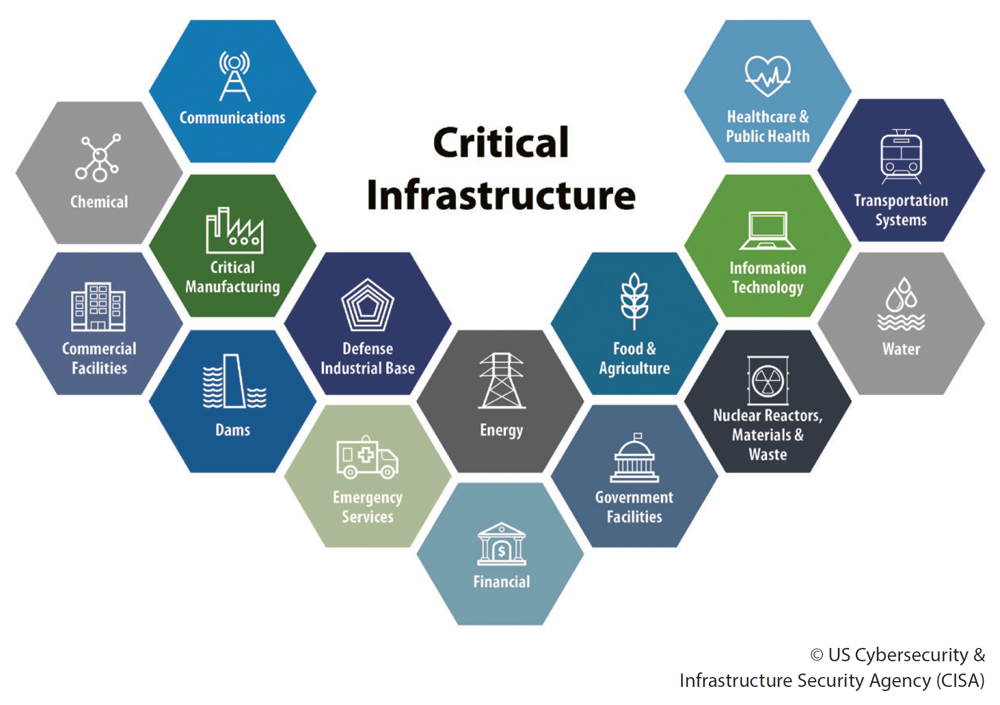 Critical
Infrastructure
Communications
Chemical
Critical
Manufacturing
Commercial
Facilities
Dams
Defense
Industrial Base
Emergency
Services
Energy
Financial
Food &
Agriculture
Government
Facilities
Healthcare &
Public Health
Information
Technology
Nuclear Reactors,
Materials &
Waste
Transportation
Systems
Water
$
© US Cybersecurity &
Infrastructure Security Agency (CISA)